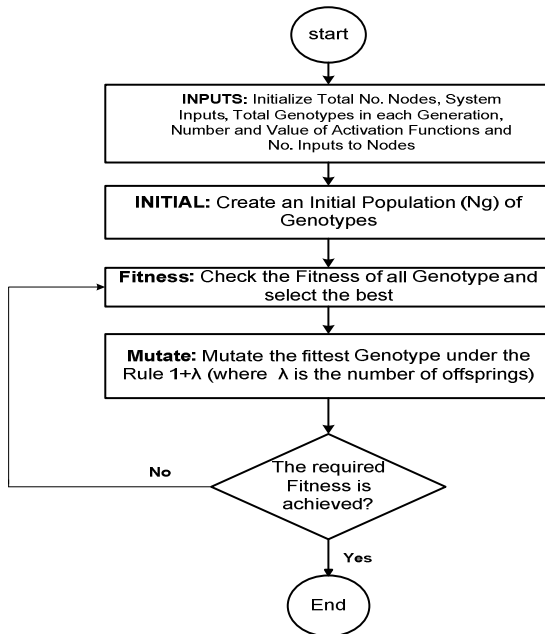 start
INPUTS: Initialize Total No. Nodes, System
Inputs, Total Genotypes in each Generation,
Number and Value of Activation Functions and
No. Inputs to Nodes
INITIAL: Create an Initial Population (Ng) of
Genotypes
Fitness: Check the Fitness of all Genotype and
select the best
Mutate: Mutate the fittest Genotype under the
Rule 1+λ (where λ is the number of offsprings)
No
The required
Fitness is
achieved?
Yes
End